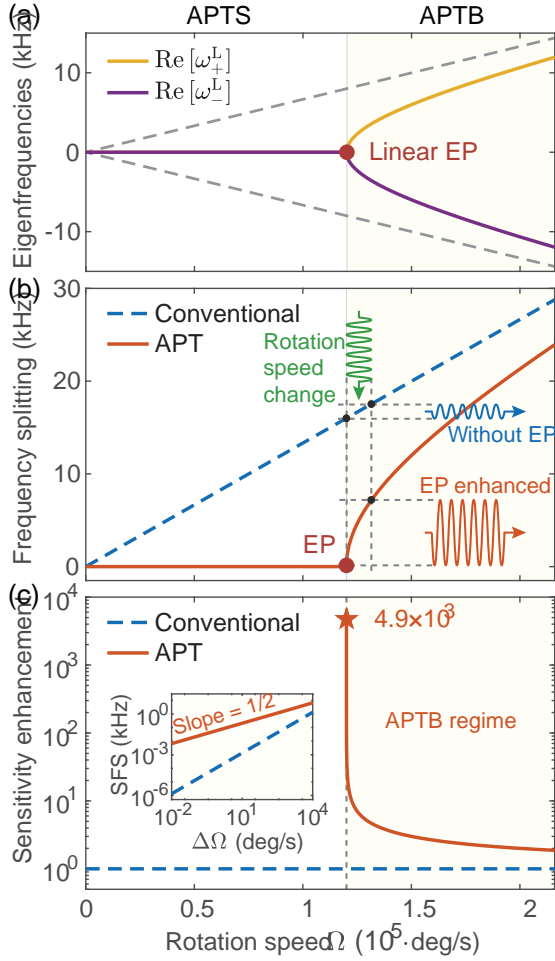 (a)
APTS
APTB
Eigenfrequencies (kHz)
10
0
-10
Re [ω₊ᴸ]
Re [ω₋ᴸ]
Linear EP
(b)
Frequency splitting (kHz)
30
20
10
0
Conventional
APT
Rotation
speed
change
Without EP
EP enhanced
EP
(c)
Sensitivity enhancement
10⁴
10³
10²
10¹
10⁰
Conventional
APT
4.9×10³
APTB regime
SFS (kHz)
10⁰
10⁻³
10⁻⁶
Slope = 1/2
10⁻²
10¹
10⁴
ΔΩ (deg/s)
0
0.5
1
1.5
2
Rotation speedΩ (10⁵·deg/s)